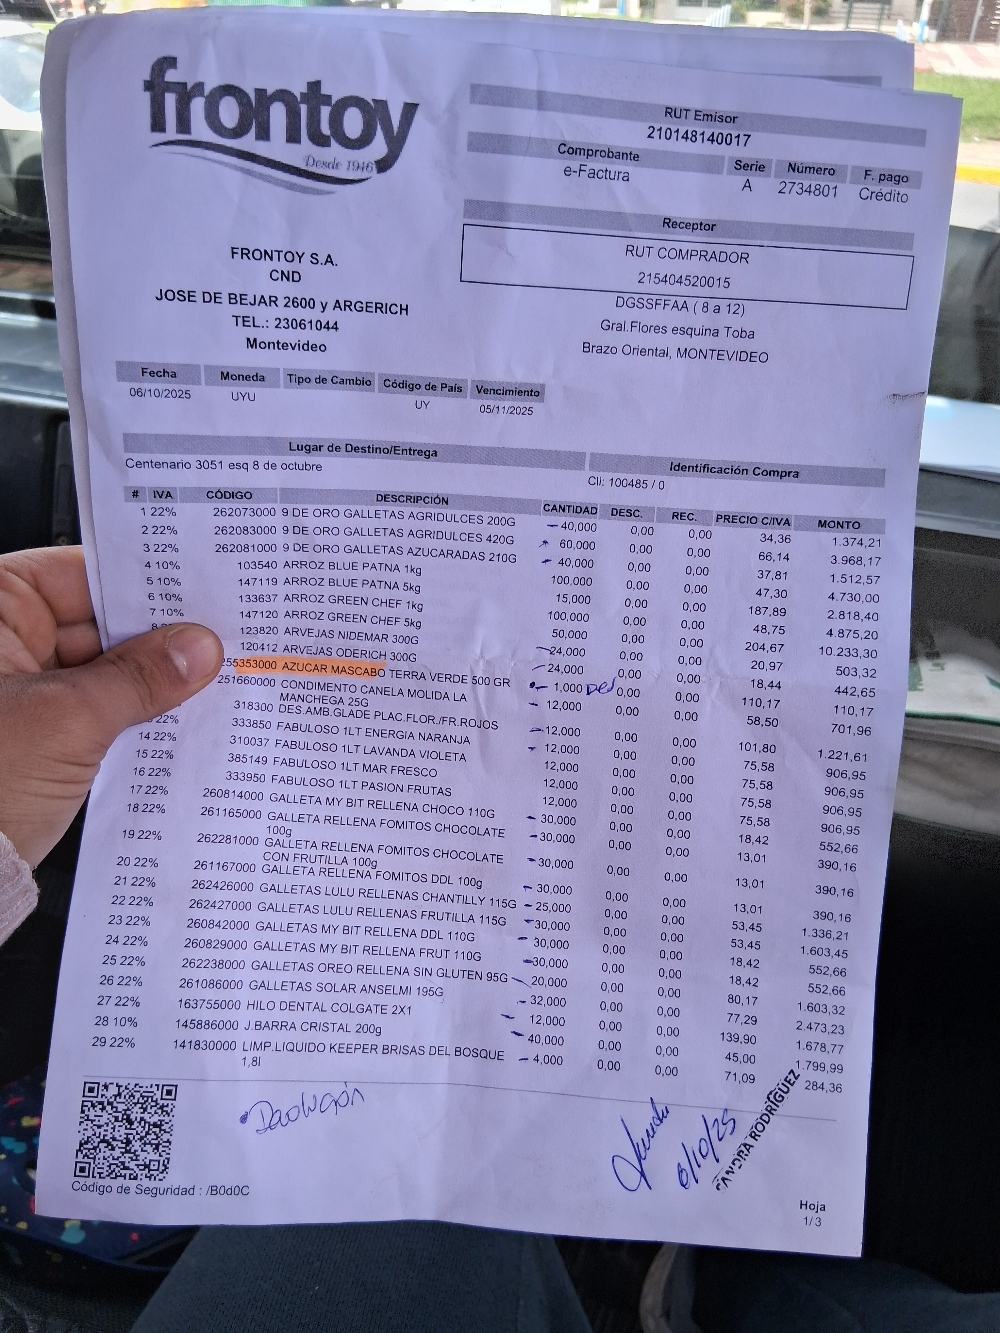 frontoy
Desde 1946
RUT Emisor
210148140017
Comprobante Serie Número F. pago
e-Factura A 2734801 Crédito
Receptor
RUT COMPRADOR
215404520015
FRONTOY S.A.
CND
JOSE DE BEJAR 2600 y ARGERICH
TEL.: 23061044
Montevideo
DGSSFFAA ( 8 a 12)
Gral.Flores esquina Toba
Brazo Oriental, MONTEVIDEO
Fecha Moneda Tipo de Cambio Código de País Vencimiento
06/10/2025 UYU UY 05/11/2025
Lugar de Destino/Entrega Identificación Compra
Centenario 3051 esq 8 de octubre CII: 100485 / 0
# IVA CÓDIGO DESCRIPCIÓN CANTIDAD DESC. REC. PRECIO C/IVA MONTO
1 22% 262073000 9 DE ORO GALLETAS AGRIDULCES 200G 40,000 0,00 0,00 34,36 1.374,21
2 22% 262083000 9 DE ORO GALLETAS AGRIDULCES 420G 60,000 0,00 0,00 66,14 3.968,17
3 22% 262081000 9 DE ORO GALLETAS AZUCARADAS 210G 40,000 0,00 0,00 37,81 1.512,57
4 10% 103540 ARROZ BLUE PATNA 1kg 100,000 0,00 0,00 47,30 4.730,00
5 10% 147119 ARROZ BLUE PATNA 5kg 15,000 0,00 0,00 187,89 2.818,40
6 10% 133637 ARROZ GREEN CHEF 1kg 100,000 0,00 0,00 48,75 4.875,20
7 10% 147120 ARROZ GREEN CHEF 5kg 50,000 0,00 0,00 204,67 10.233,30
123820 ARVEJAS NIDEMAR 300G 24,000 0,00 0,00 20,97 503,32
120412 ARVEJAS ODERICH 300G 24,000 0,00 0,00 18,44 442,65
255353000 AZUCAR MASCABO TERRA VERDE 500 GR 1,000 Dev 0,00 0,00 110,17 110,17
251660000 CONDIMENTO CANELA MOLIDA LA 12,000 0,00 0,00 58,50 701,96
MANCHEGA 25G
318300 DES.AMB.GLADE PLAC.FLOR./FR.ROJOS 12,000 0,00 0,00 101,80 1.221,61
22% 333850 FABULOSO 1LT ENERGIA NARANJA 12,000 0,00 0,00 75,58 906,95
14 22% 310037 FABULOSO 1LT LAVANDA VIOLETA 12,000 0,00 0,00 75,58 906,95
15 22% 385149 FABULOSO 1LT MAR FRESCO 12,000 0,00 0,00 75,58 906,95
16 22% 333950 FABULOSO 1LT PASION FRUTAS 12,000 0,00 0,00 75,58 906,95
17 22% 260814000 GALLETA MY BIT RELLENA CHOCO 110G 30,000 0,00 0,00 18,42 552,66
18 22% 261165000 GALLETA RELLENA FOMITOS CHOCOLATE 30,000 0,00 0,00 13,01 390,16
100g
19 22% 262281000 GALLETA RELLENA FOMITOS CHOCOLATE 30,000 0,00 0,00 13,01 390,16
CON FRUTILLA 100g
20 22% 261167000 GALLETA RELLENA FOMITOS DDL 100g 30,000 0,00 0,00 13,01 390,16
21 22% 262426000 GALLETAS LULU RELLENAS CHANTILLY 115G 25,000 0,00 0,00 53,45 1.336,21
22 22% 262427000 GALLETAS LULU RELLENAS FRUTILLA 115G 30,000 0,00 0,00 53,45 1.603,45
23 22% 260842000 GALLETAS MY BIT RELLENA DDL 110G 30,000 0,00 0,00 18,42 552,66
24 22% 260829000 GALLETAS MY BIT RELLENA FRUT 110G 30,000 0,00 0,00 18,42 552,66
25 22% 262238000 GALLETAS OREO RELLENA SIN GLUTEN 95G 20,000 0,00 0,00 80,17 1.603,32
26 22% 261086000 GALLETAS SOLAR ANSELMI 195G 32,000 0,00 0,00 77,29 2.473,23
27 22% 163755000 HILO DENTAL COLGATE 2X1 12,000 0,00 0,00 139,90 1.678,77
28 10% 145886000 J.BARRA CRISTAL 200g 40,000 0,00 0,00 45,00 1.799,99
29 22% 141830000 LIMP.LIQUIDO KEEPER BRISAS DEL BOSQUE 4,000 0,00 0,00 71,09 284,36
1,8l
Devolución
6/10/25
SANDRA RODRÍGUEZ
Código de Seguridad : /B0d0C
Hoja
1/3